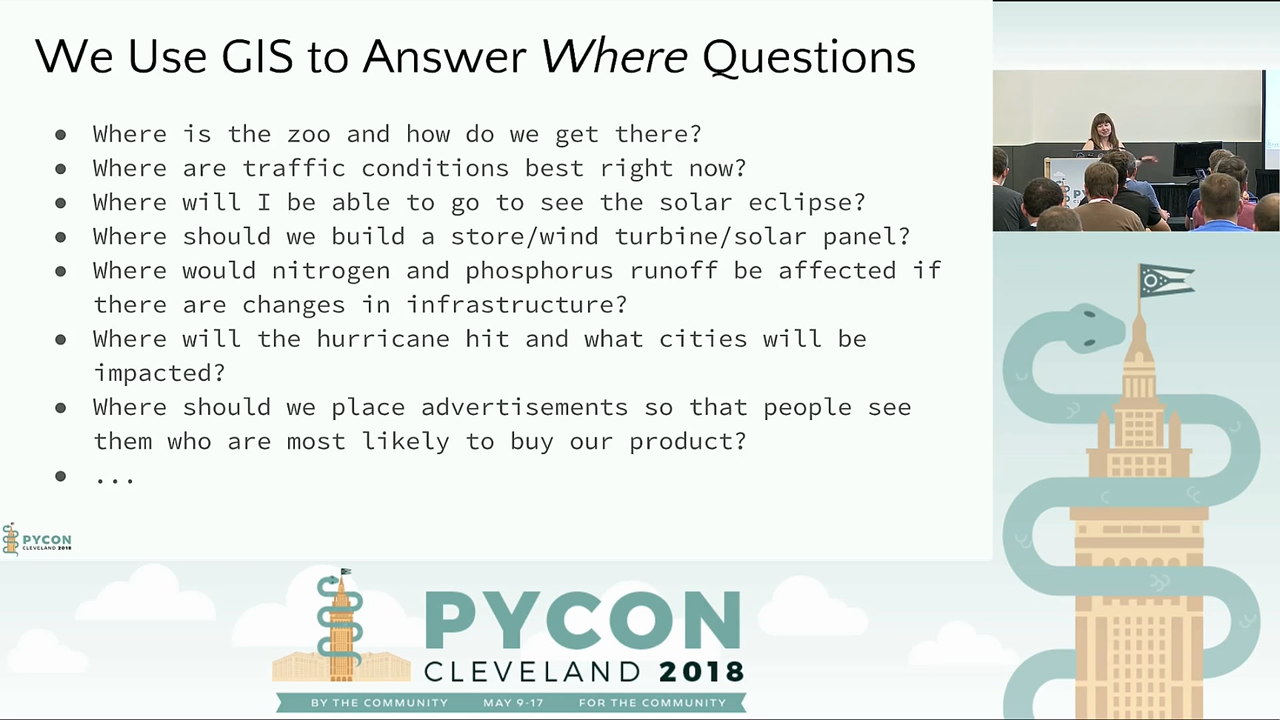 We Use GIS to Answer Where Questions
● Where is the zoo and how do we get there?
● Where are traffic conditions best right now?
● Where will I be able to go to see the solar eclipse?
● Where should we build a store/wind turbine/solar panel?
● Where would nitrogen and phosphorus runoff be affected if
there are changes in infrastructure?
● Where will the hurricane hit and what cities will be
impacted?
● Where should we place advertisements so that people see
them who are most likely to buy our product?
● ...
PYCON
CLEVELAND 2018
PYCON
CLEVELAND 2018
BY THE COMMUNITY MAY 9-17 FOR THE COMMUNITY